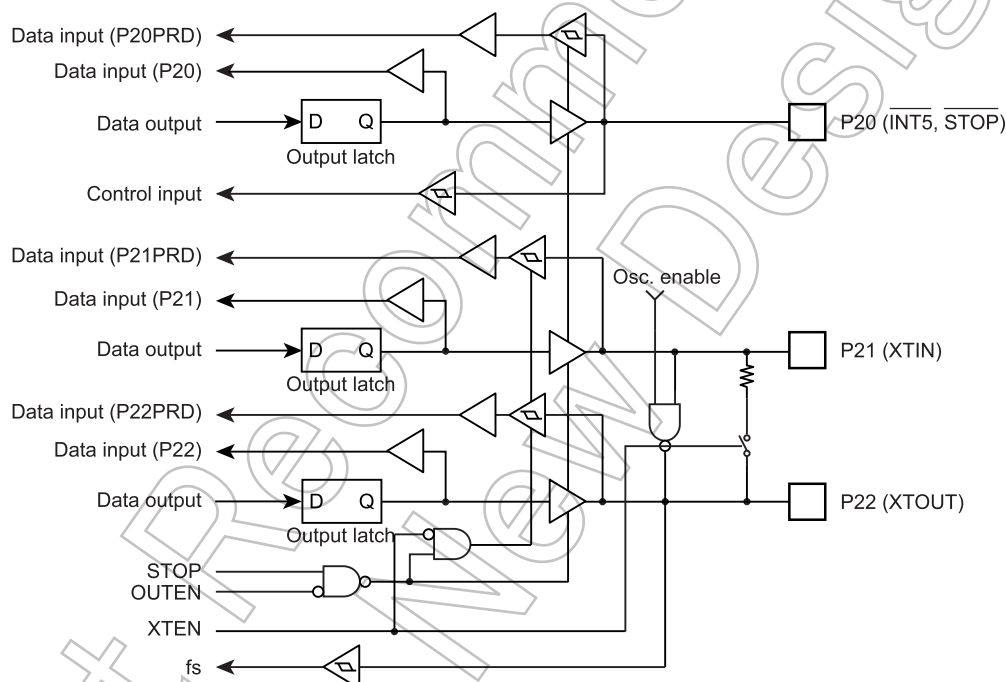 Data input (P20PRD)
Data input (P20)
Data output
D Q
Output latch
P20 (INT5, STOP)
Control input
Data input (P21PRD)
Osc. enable
Data input (P21)
Data output
D Q
Output latch
P21 (XTIN)
Data input (P22PRD)
Data input (P22)
Data output
D Q
Output latch
P22 (XTOUT)
STOP
OUTEN
XTEN
fs